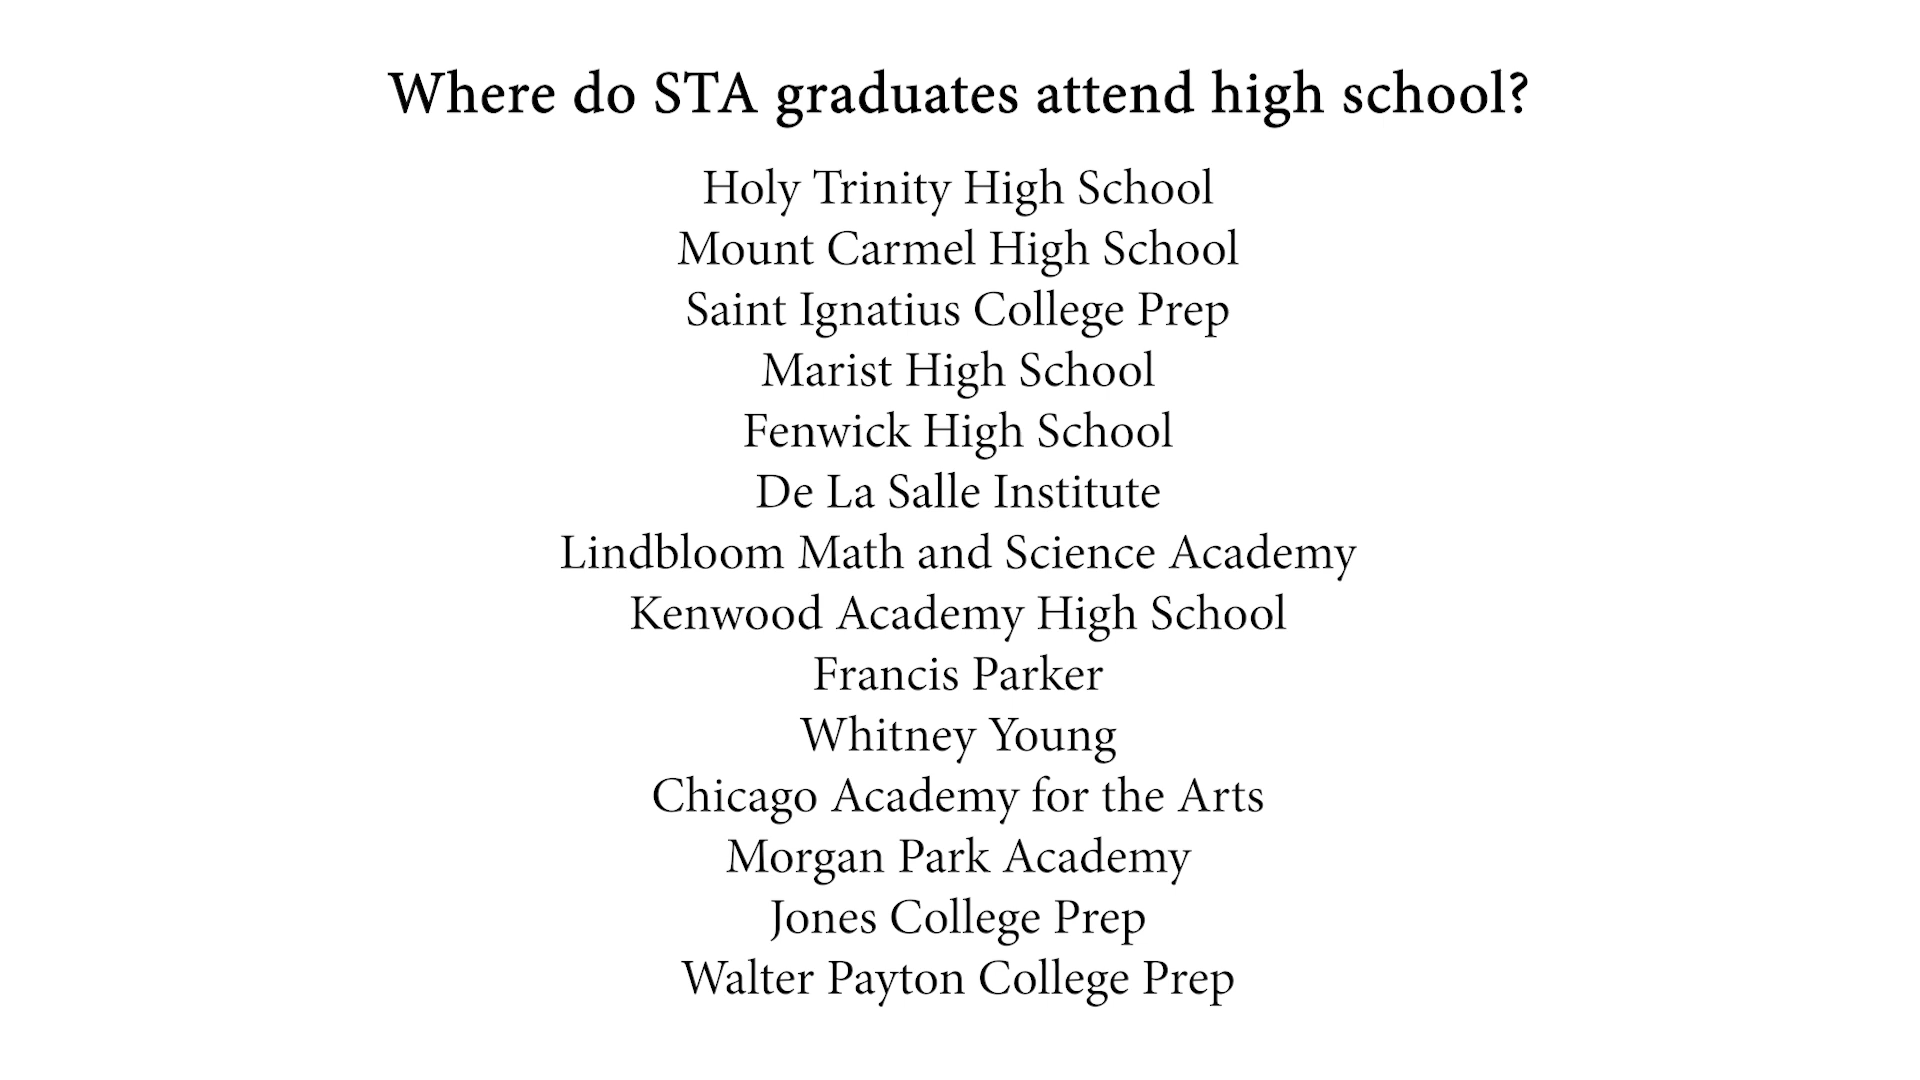 Where do STA graduates attend high school?
Holy Trinity High School
Mount Carmel High School
Saint Ignatius College Prep
Marist High School
Fenwick High School
De La Salle Institute
Lindbloom Math and Science Academy
Kenwood Academy High School
Francis Parker
Whitney Young
Chicago Academy for the Arts
Morgan Park Academy
Jones College Prep
Walter Payton College Prep